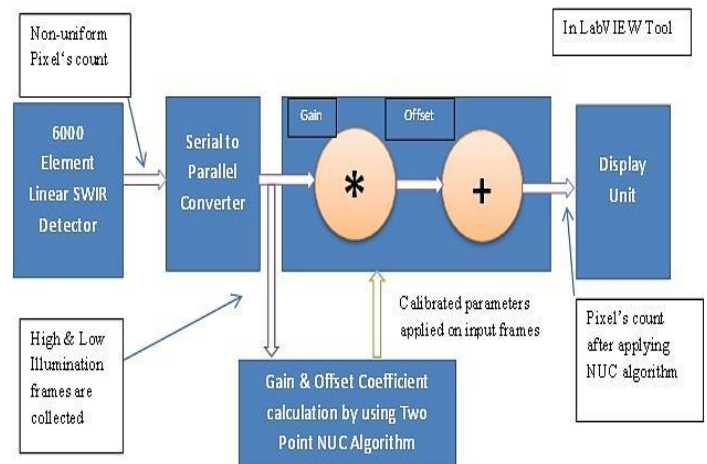 Non-uniform
Pixel‘s count
In LabVIEW Tool
6000
Element
Linear SWIR
Detector
Serial to
Parallel
Converter
Gain
Offset
*
+
Display
Unit
High & Low
Illumination
frames are
collected
Calibrated parameters
applied on input frames
Gain & Offset Coefficient
calculation by using Two
Point NUC Algorithm
Pixel’s count
after applying
NUC algorithm